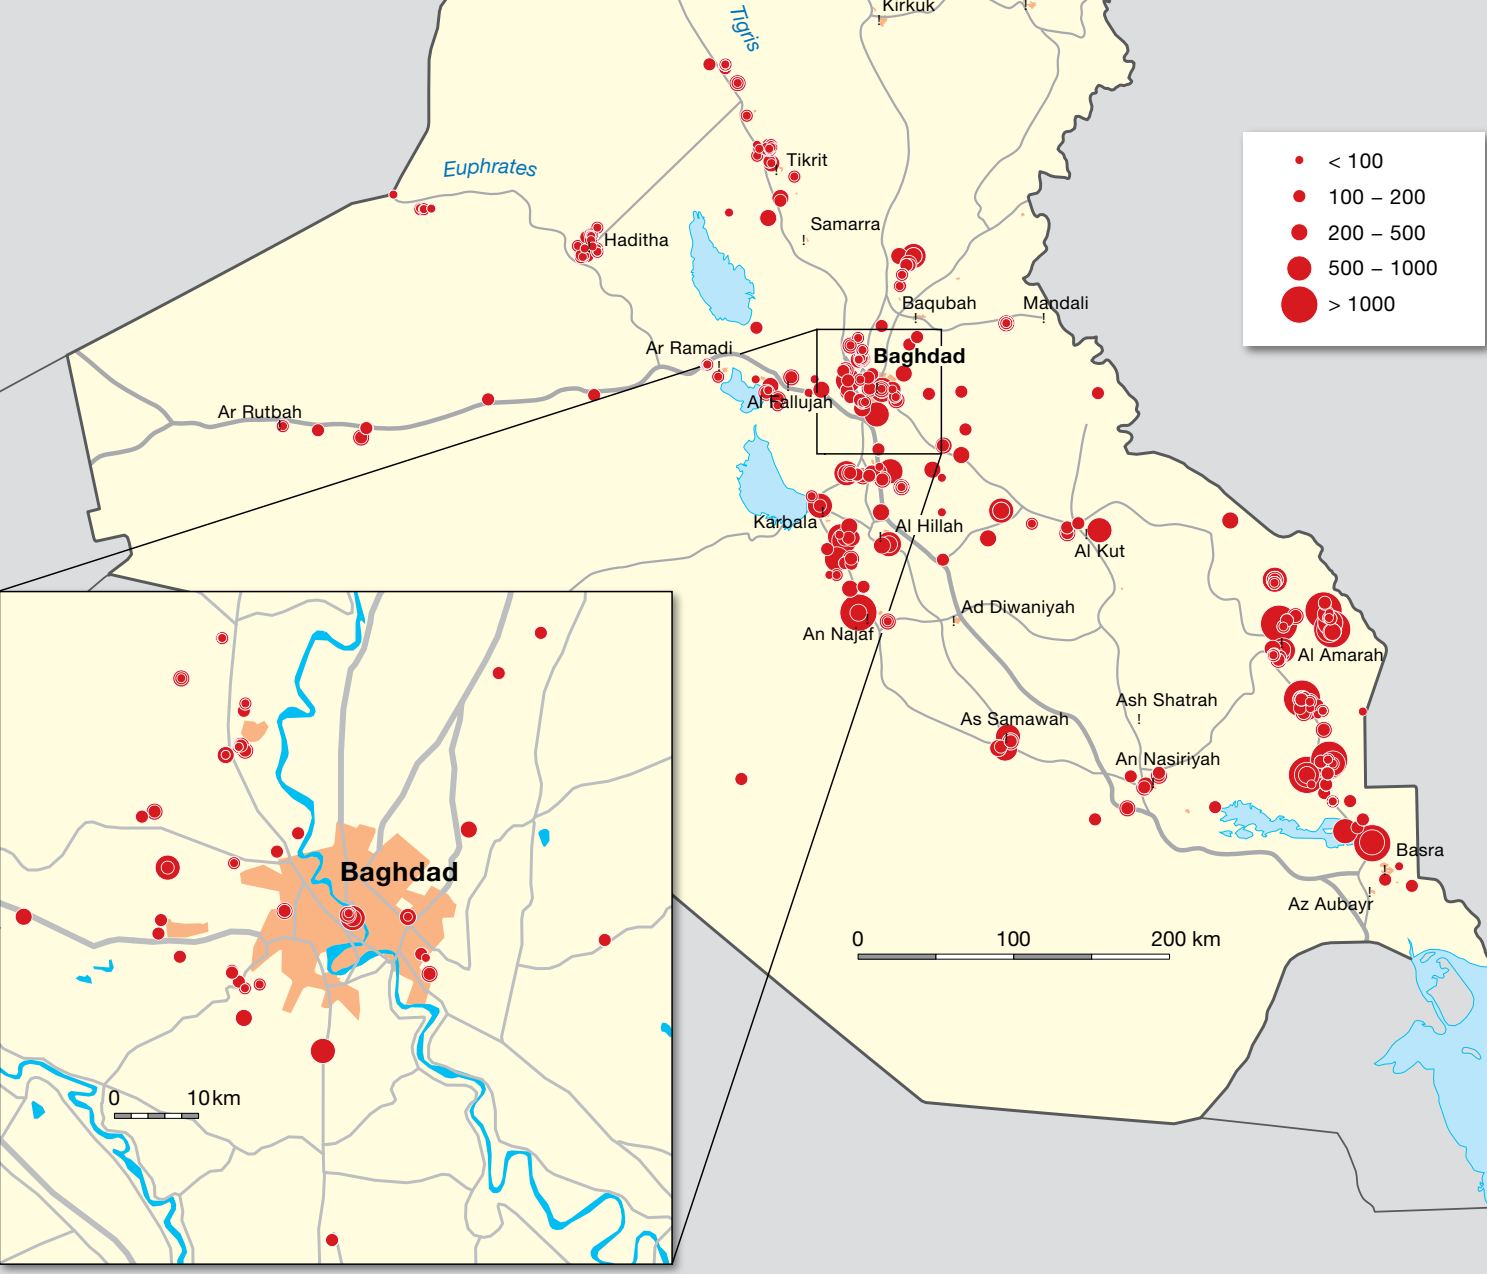 Kirkuk
Tigris
Tikrit
Euphrates
Samarra
Haditha
Baqubah
Mandali
Ar Ramadi
Baghdad
Al Fallujah
Ar Rutbah
Karbala
Al Hillah
Al Kut
Ad Diwaniyah
An Najaf
Al Amarah
Ash Shatrah
As Samawah
An Nasiriyah
Basra
Az Aubayr
0 100 200 km
< 100
100 – 200
200 – 500
500 – 1000
> 1000
Baghdad
0 10km